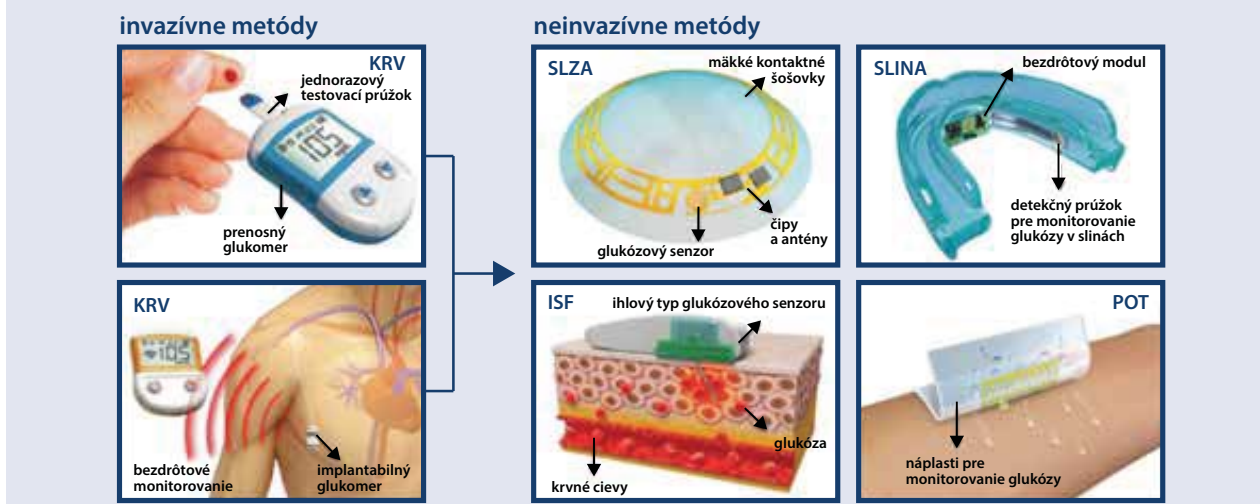 invazívne metódy
neinvazívne metódy
KRV
jednorazový
testovací prúžok
105
prenosný
glukomer
SLZA
mäkké kontaktné
šošovky
čipy
a antény
glukózový senzor
SLINA
bezdrôtový modul
detekčný prúžok
pre monitorovanie
glukózy v slinách
KRV
105
bezdrôtové
monitorovanie
implantabilný
glukomer
ISF
ihlový typ glukózového senzoru
glukóza
krvné cievy
POT
náplasti pre
monitorovanie glukózy